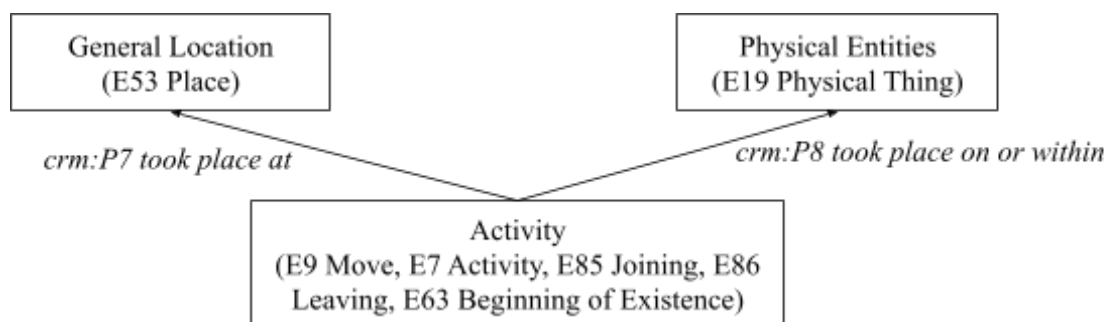 General Location
(E53 Place)
Physical Entities
(E19 Physical Thing)
crm:P7 took place at
crm:P8 took place on or within
Activity
(E9 Move, E7 Activity, E85 Joining, E86
Leaving, E63 Beginning of Existence)